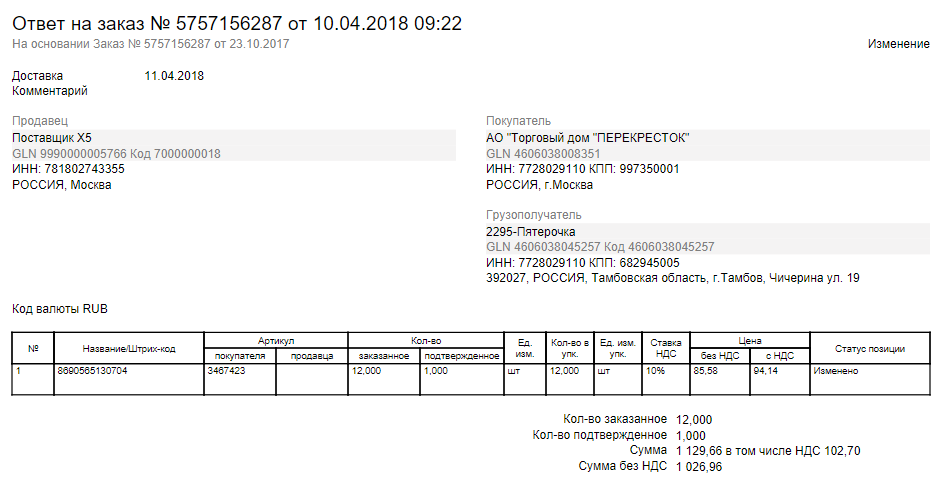 Ответ на заказ № 5757156287 от 10.04.2018 09:22
На основании Заказ № 5757156287 от 23.10.2017
Изменение
Доставка 11.04.2018
Комментарий
Продавец
Поставщик X5
GLN 9990000005766 Код 7000000018
ИНН: 781802743355
РОССИЯ, Москва
Покупатель
АО "Торговый дом "ПЕРЕКРЕСТОК"
GLN 4606038008351
ИНН: 7728029110 КПП: 997350001
РОССИЯ, г.Москва
Грузополучатель
2295-Пятерочка
GLN 4606038045257 Код 4606038045257
ИНН: 7728029110 КПП: 682945005
392027, РОССИЯ, Тамбовская область, г.Тамбов, Чичерина ул. 19
Код валюты RUB
№ Название/Штрих-код Артикул Кол-во Ед. изм. Кол-во в упк. Ед. изм. упк. Ставка НДС Цена Статус позиции
покупателя продавца заказанное подтвержденное без НДС с НДС
1 8690565130704 3467423 12,000 1,000 шт 12,000 шт 10% 85,58 94,14 Изменено
Кол-во заказанное 12,000
Кол-во подтвержденное 1,000
Сумма 1 129,66 в том числе НДС 102,70
Сумма без НДС 1 026,96